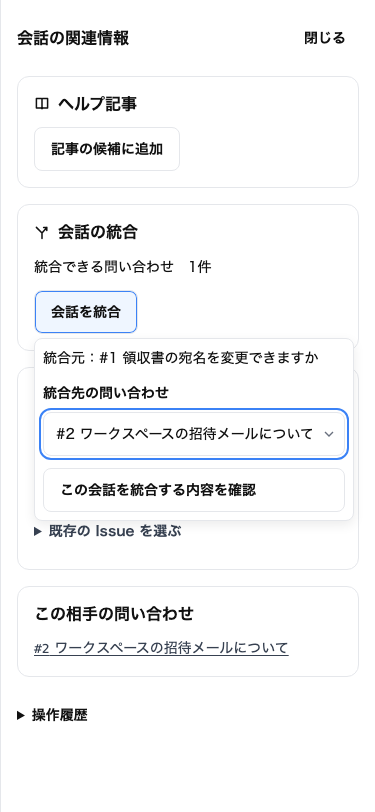 会話の関連情報
閉じる
ヘルプ記事
記事の候補に追加
会話の統合
統合できる問い合わせ 1件
会話を統合
統合元：#1 領収書の宛名を変更できますか
統合先の問い合わせ
#2 ワークスペースの招待メールについて
この会話を統合する内容を確認
既存の Issue を選ぶ
この相手の問い合わせ
#2 ワークスペースの招待メールについて
操作履歴